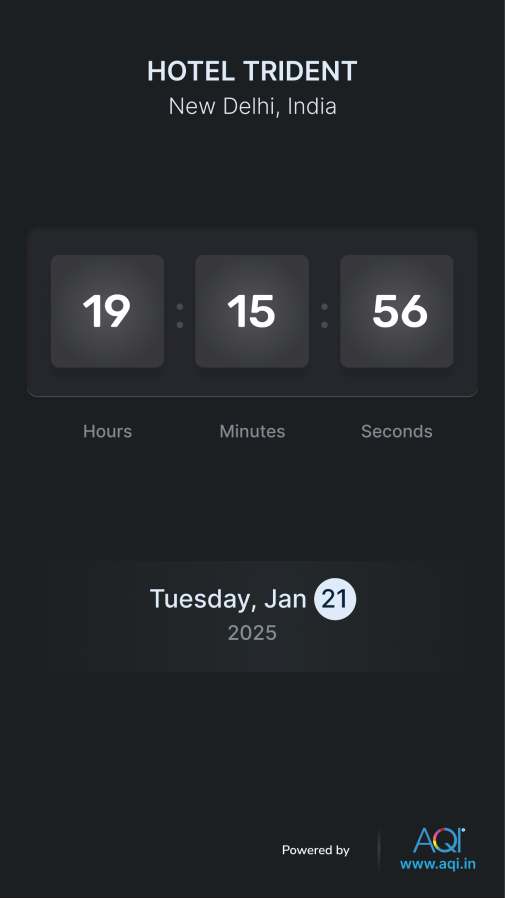 HOTEL TRIDENT
New Delhi, India
19 : 15 : 56
Hours Minutes Seconds
Tuesday, Jan 21
2025
Powered by
AQI
www.aqi.in